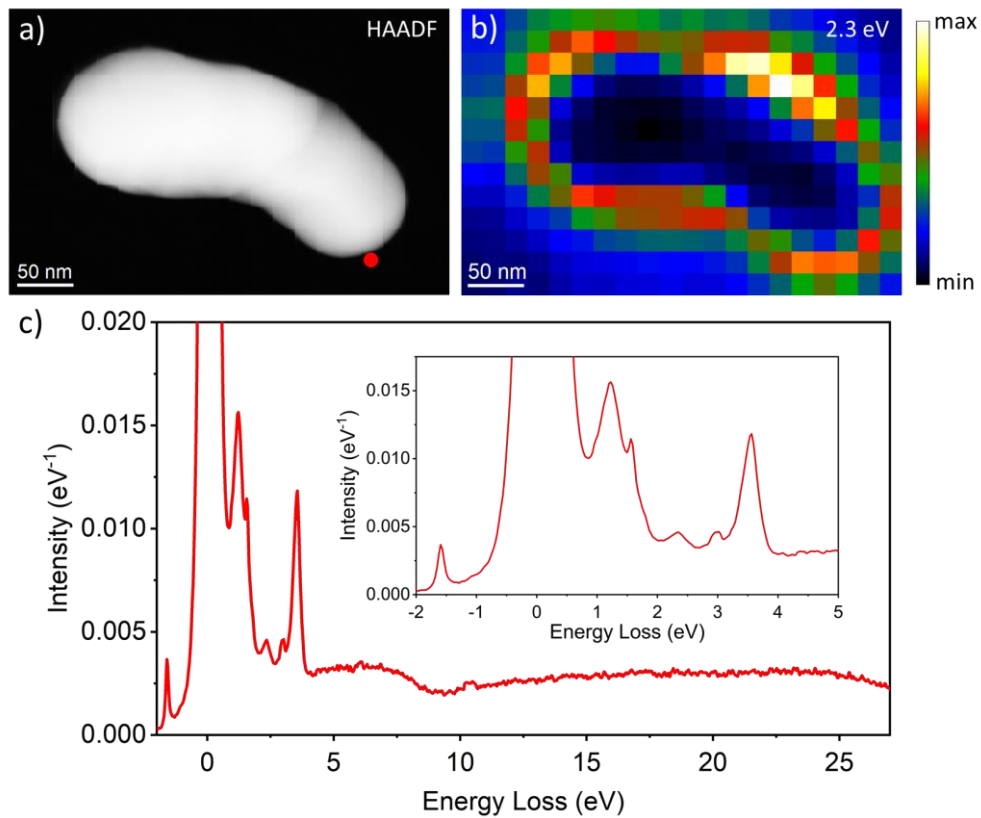 a) HAADF
50 nm
b) 2.3 eV
50 nm
max
min
c)
0.020
0.015
0.010
0.005
0.000
Intensity (eV⁻¹)
0 5 10 15 20 25
Energy Loss (eV)
0.015
0.010
0.005
0.000
Intensity (eV⁻¹)
-2 -1 0 1 2 3 4 5
Energy Loss (eV)